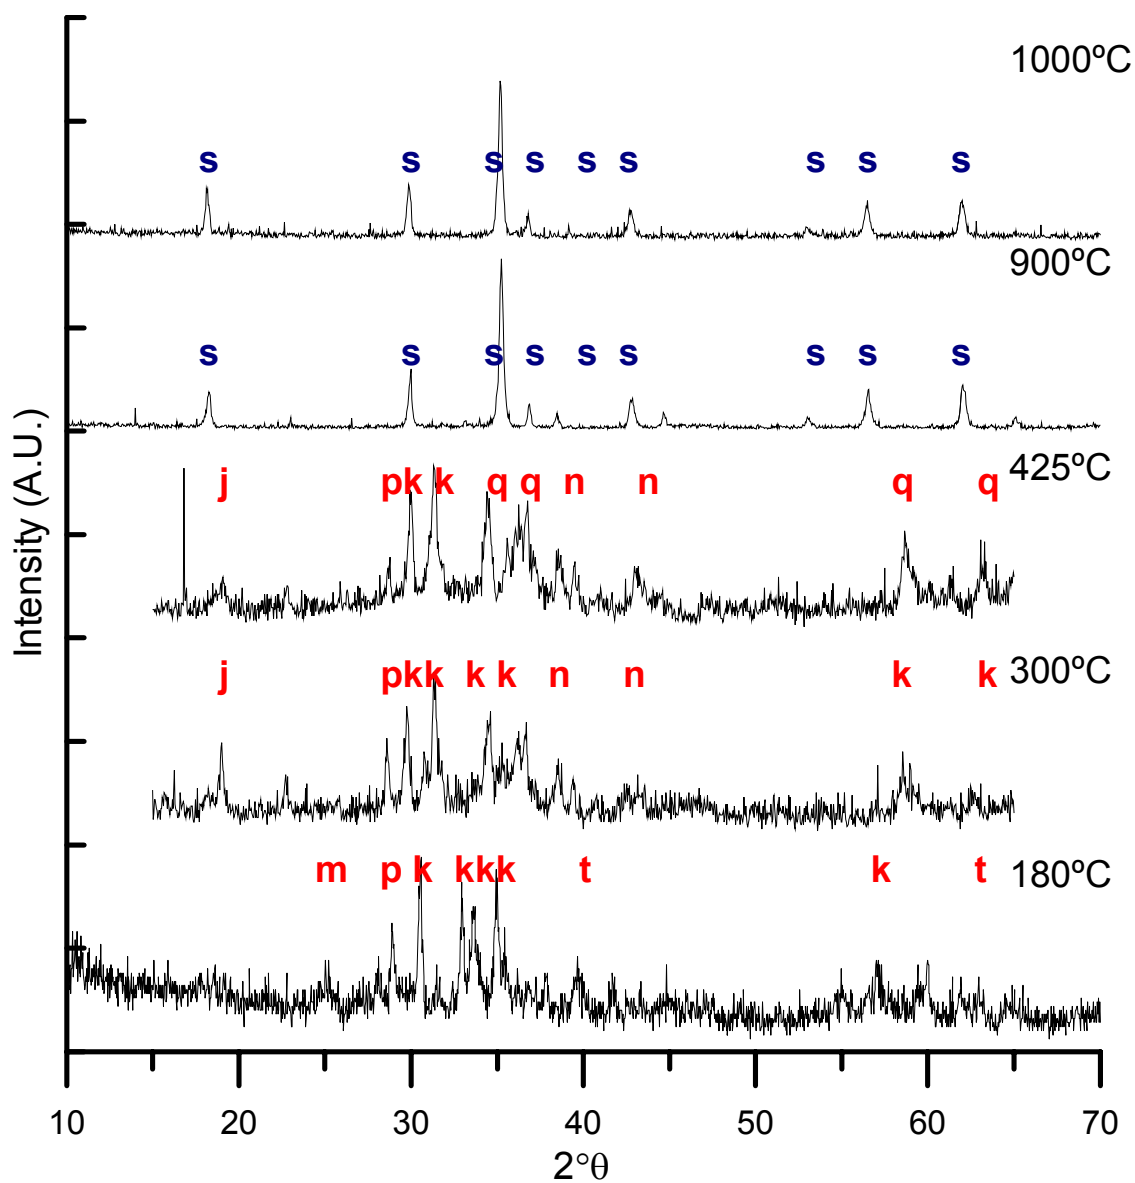 1000ºC
s s s s s s s s s
900ºC
s s s s s s s s s
425ºC
j pk k q q n n q q
300ºC
j pkk k k n n k k
180ºC
m p k kkk t k t
Intensity (A.U.)
10 20 30 40 50 60 70
2°θ